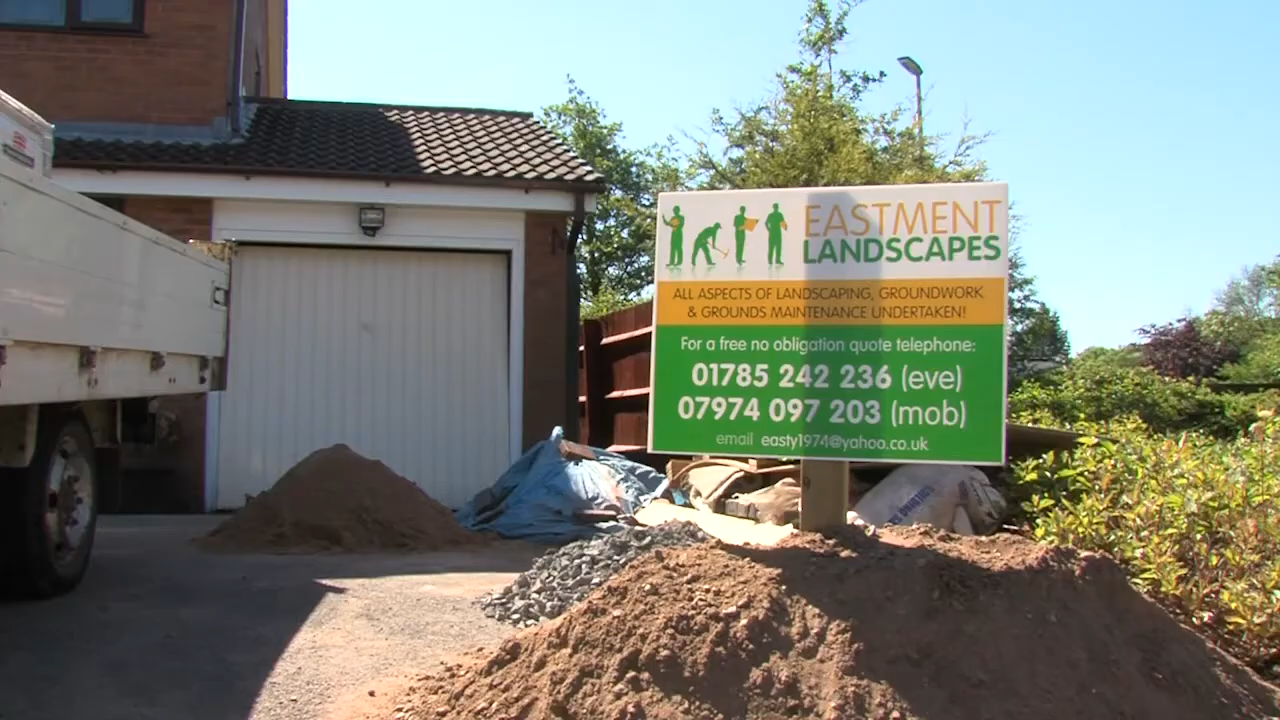 EASTMENT
LANDSCAPES
ALL ASPECTS OF LANDSCAPING, GROUNDWORK
& GROUNDS MAINTENANCE UNDERTAKEN!
For a free no obligation quote telephone:
01785 242 236 (eve)
07974 097 203 (mob)
email easty1974@yahoo.co.uk